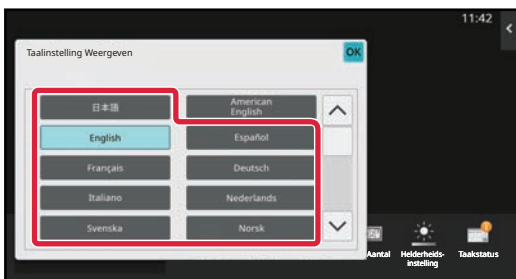 11:42
Taalinstelling Weergeven
OK
日本語
American
English
English
Español
Français
Deutsch
Italiano
Nederlands
Svenska
Norsk
Aantal
Helderheids-
instelling
Taakstatus